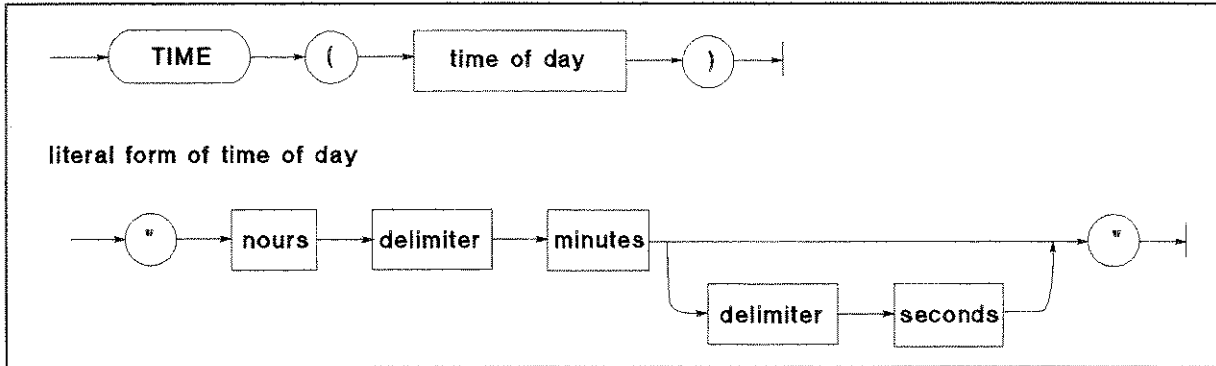 TIME ( time of day )
literal form of time of day
" nours delimiter minutes "
delimiter seconds